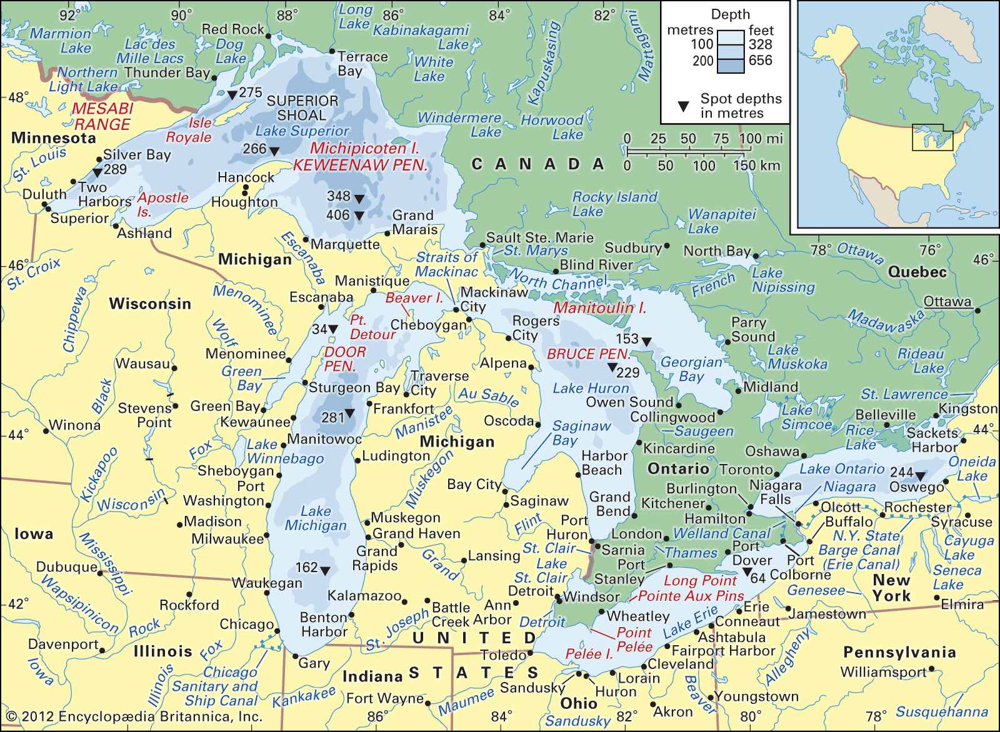 92°
90°
88°
86°
84°
82°
Long
Lake
Kabinakagami
Lake
Marmion
Lake
Lac des
Mille Lacs
Red Rock
Dog
Lake
Northern
Light Lake
Thunder Bay
Terrace
Bay
White
Lake
Kapuskasing
Mattagami
Depth
metres
feet
100
328
200
656
Spot depths
in metres
48°
275
MESABI
RANGE
SUPERIOR
SHOAL
Isle
Royale
Lake Superior
Windermere
Lake
Horwood
Lake
0 25 50 75 100 mi
0 50 100 150 km
Minnesota
St. Louis
Silver Bay
289
266
Michipicoten I.
KEWEENAW PEN.
CANADA
Two
Harbors
Duluth
Superior
Apostle
Is.
Hancock
Houghton
348
406
Grand
Marais
Ashland
Marquette
Rocky Island
Lake
Wanapitei
Lake
Sault Ste. Marie
St. Marys
Sudbury
North Bay
78°
Ottawa
76°
46°
46°
St. Croix
Michigan
Escanaba
Straits of
Mackinac
Blind River
North Channel
French
Lake
Nipissing
Quebec
Ottawa
Wisconsin
Chippewa
Menominee
Manistique
Escanaba
Beaver I.
Mackinaw
City
Manitoulin I.
Cheboygan
Rogers
City
Parry
Sound
Madawaska
34
Pt.
Detour
153
Wolf
Menominee
DOOR
PEN.
BRUCE PEN.
Alpena
229
Georgian
Bay
Lake
Muskoka
Rideau
Lake
Wausau
Green
Bay
Sturgeon Bay
Traverse
City
Au Sable
Lake Huron
Midland
St. Lawrence
Black
Stevens
Point
Green Bay
Kewaunee
281
Frankfort
Manistee
Owen Sound
Collingwood
Lake
Simcoe
Belleville
Kingston
Winona
44°
Oscoda
Saginaw
Bay
Saugeen
Rice
Lake
Sackets
Harbor
44°
Manitowoc
Fox
Lake
Winnebago
Ludington
Michigan
Kincardine
Oshawa
Kickapoo
Sheboygan
Port
Washington
Muskegon
Harbor
Beach
Ontario
Toronto
Lake Ontario
244
Oswego
Oneida
Lake
Bay City
Saginaw
Burlington
Niagara
Falls
Niagara
Wisconsin
Grand
Bend
Kitchener
Hamilton
Olcott
Buffalo
Rochester
Syracuse
Madison
Milwaukee
Lake
Michigan
Muskegon
Grand Haven
Flint
Port
Huron
London
Welland Canal
N.Y. State
Barge Canal
(Erie Canal)
Cayuga
Lake
Iowa
Mississippi
Grand
Rapids
Grand
Lansing
St. Clair
Lake
St. Clair
Sarnia
Thames
Port
Stanley
Port
Dover
Port
Colborne
Seneca
Lake
Dubuque
162
Waukegan
64
Long Point
Pointe Aux Pins
Genesee
New
York
Wapsipinicon
42°
Rockford
Kalamazoo
Battle
Creek
Ann
Arbor
Detroit
Windsor
Erie
Jamestown
Elmira
Rock
Chicago
Benton
Harbor
St. Joseph
Detroit
Wheatley
Lake Erie
Conneaut
Ashtabula
Davenport
Illinois
Fox
UNITED
Point
Pelée
Fairport Harbor
Allegheny
Pennsylvania
Toledo
Pelée I.
Cleveland
Iowa
Gary
Chicago
Sanitary and
Ship Canal
Illinois
Indiana
STATES
Lorain
Williamsport
Sandusky
Huron
Beaver
Kankakee
Fort Wayne
Maumee
Ohio
Youngstown
Akron
© 2012 Encyclopædia Britannica, Inc.
86°
84°
Sandusky
82°
80°
78°
Susquehanna